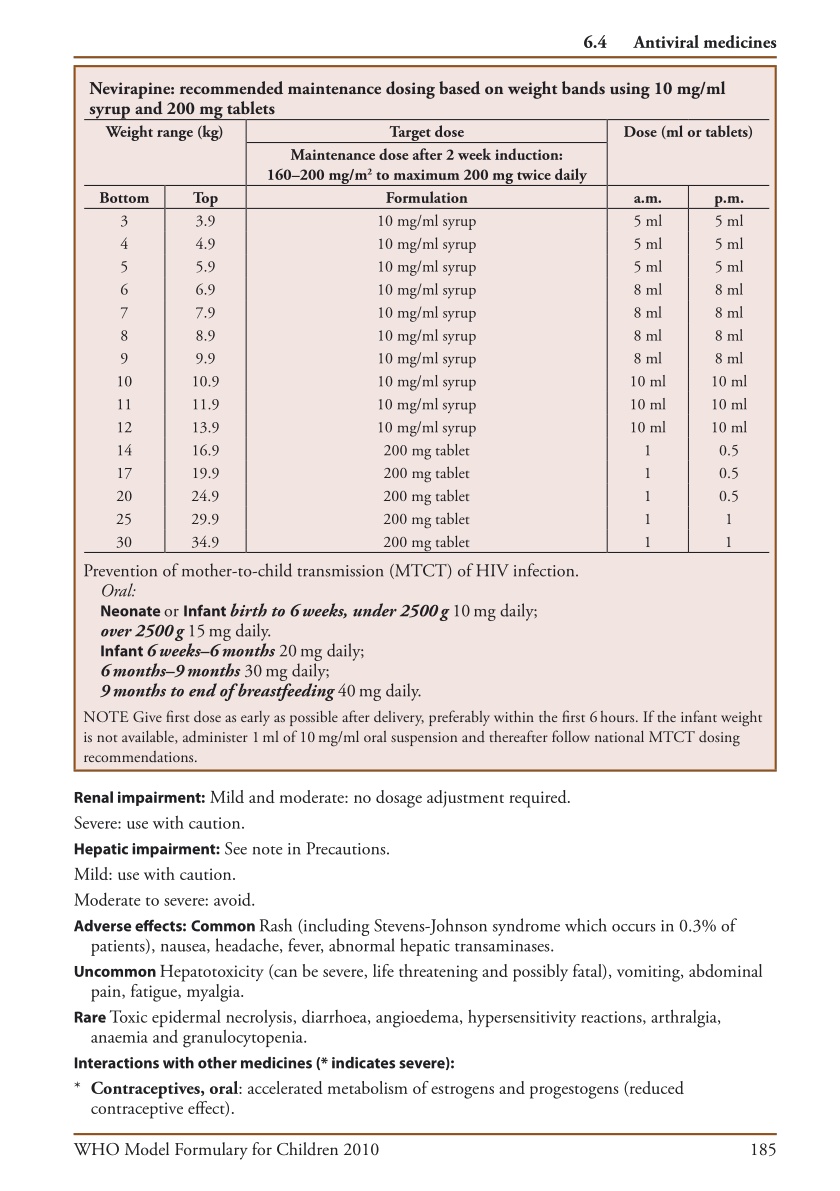 6.4 Antiviral medicines
Nevirapine: recommended maintenance dosing based on weight bands using 10 mg/ml
syrup and 200 mg tablets
Weight range (kg) Target dose Dose (ml or tablets)
Maintenance dose after 2 week induction:
160–200 mg/m² to maximum 200 mg twice daily
Bottom Top Formulation a.m. p.m.
3 3.9 10 mg/ml syrup 5 ml 5 ml
4 4.9 10 mg/ml syrup 5 ml 5 ml
5 5.9 10 mg/ml syrup 5 ml 5 ml
6 6.9 10 mg/ml syrup 8 ml 8 ml
7 7.9 10 mg/ml syrup 8 ml 8 ml
8 8.9 10 mg/ml syrup 8 ml 8 ml
9 9.9 10 mg/ml syrup 8 ml 8 ml
10 10.9 10 mg/ml syrup 10 ml 10 ml
11 11.9 10 mg/ml syrup 10 ml 10 ml
12 13.9 10 mg/ml syrup 10 ml 10 ml
14 16.9 200 mg tablet 1 0.5
17 19.9 200 mg tablet 1 0.5
20 24.9 200 mg tablet 1 0.5
25 29.9 200 mg tablet 1 1
30 34.9 200 mg tablet 1 1
Prevention of mother-to-child transmission (MTCT) of HIV infection.
Oral:
Neonate or Infant birth to 6 weeks, under 2500 g 10 mg daily;
over 2500 g 15 mg daily.
Infant 6 weeks–6 months 20 mg daily;
6 months–9 months 30 mg daily;
9 months to end of breastfeeding 40 mg daily.
NOTE Give first dose as early as possible after delivery, preferably within the first 6 hours. If the infant weight
is not available, administer 1 ml of 10 mg/ml oral suspension and thereafter follow national MTCT dosing
recommendations.
Renal impairment: Mild and moderate: no dosage adjustment required.
Severe: use with caution.
Hepatic impairment: See note in Precautions.
Mild: use with caution.
Moderate to severe: avoid.
Adverse effects: Common Rash (including Stevens-Johnson syndrome which occurs in 0.3% of
patients), nausea, headache, fever, abnormal hepatic transaminases.
Uncommon Hepatotoxicity (can be severe, life threatening and possibly fatal), vomiting, abdominal
pain, fatigue, myalgia.
Rare Toxic epidermal necrolysis, diarrhoea, angioedema, hypersensitivity reactions, arthralgia,
anaemia and granulocytopenia.
Interactions with other medicines (* indicates severe):
* Contraceptives, oral: accelerated metabolism of estrogens and progestogens (reduced
contraceptive effect).
WHO Model Formulary for Children 2010 185